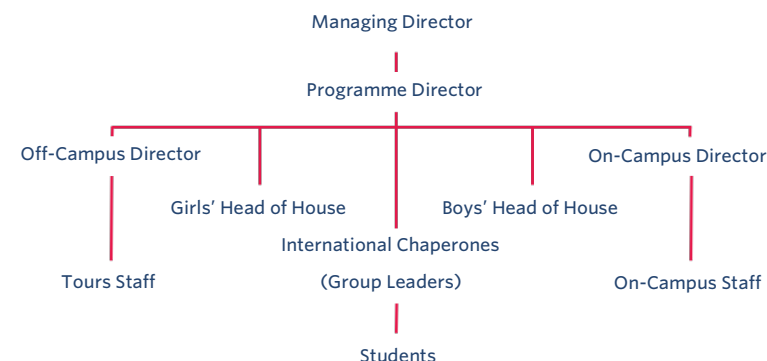 Managing Director
Programme Director
Off-Campus Director
On-Campus Director
Girls’ Head of House
Boys’ Head of House
International Chaperones
(Group Leaders)
Tours Staff
On-Campus Staff
Students